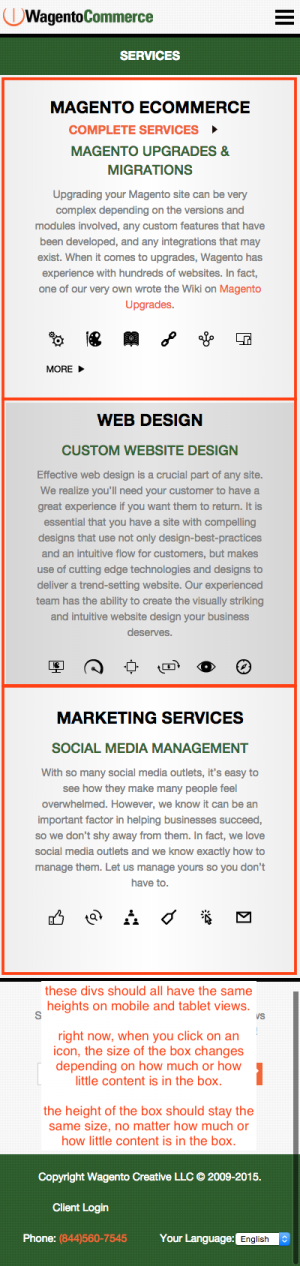 WagentoCommerce
SERVICES
MAGENTO ECOMMERCE
COMPLETE SERVICES
MAGENTO UPGRADES &
MIGRATIONS
Upgrading your Magento site can be very
complex depending on the versions and
modules involved, any custom features that have
been developed, and any integrations that may
exist. When it comes to upgrades, Wagento has
experience with hundreds of websites. In fact,
one of our very own wrote the Wiki on Magento
Upgrades.
MORE
WEB DESIGN
CUSTOM WEBSITE DESIGN
Effective web design is a crucial part of any site.
We realize you'll need your customer to have a
great experience if you want them to return. It is
essential that you have a site with compelling
designs that use not only design-best-practices
and an intuitive flow for customers, but makes
use of cutting edge technologies and designs to
deliver a trend-setting website. Our experienced
team has the ability to create the visually striking
and intuitive website design your business
deserves.
MARKETING SERVICES
SOCIAL MEDIA MANAGEMENT
With so many social media outlets, it's easy to
see how they make many people feel
overwhelmed. However, we know it can be an
important factor in helping businesses succeed,
so we don't shy away from them. In fact, we love
social media outlets and we know exactly how to
manage them. Let us manage yours so you don't
have to.
these divs should all have the same
heights on mobile and tablet views.
right now, when you click on an
icon, the size of the box changes
depending on how much or how
little content is in the box.
the height of the box should stay the
same size, no matter how much or
how little content is in the box.
Copyright Wagento Creative LLC © 2009-2015.
Client Login
Phone: (844)560-7545 Your Language: English